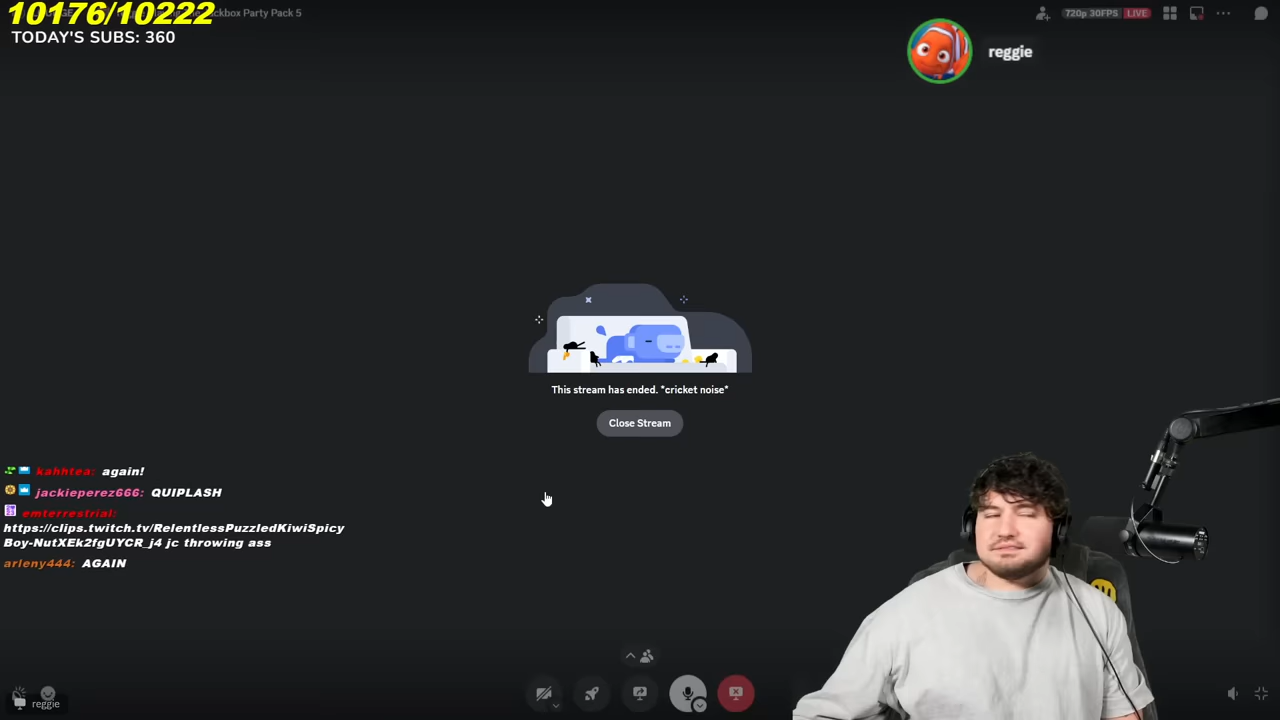 10176/10222
ckbox Party Pack 5
720p 30FPS LIVE
TODAY'S SUBS: 360
reggie
This stream has ended. *cricket noise*
Close Stream
kahhtea: again!
jackieperez666: QUIPLASH
emterrestrial:
https://clips.twitch.tv/RelentlessPuzzledKiwiSpicy
Boy-NutXEk2fgUYCR_j4 jc throwing ass
arleny444: AGAIN
reggie